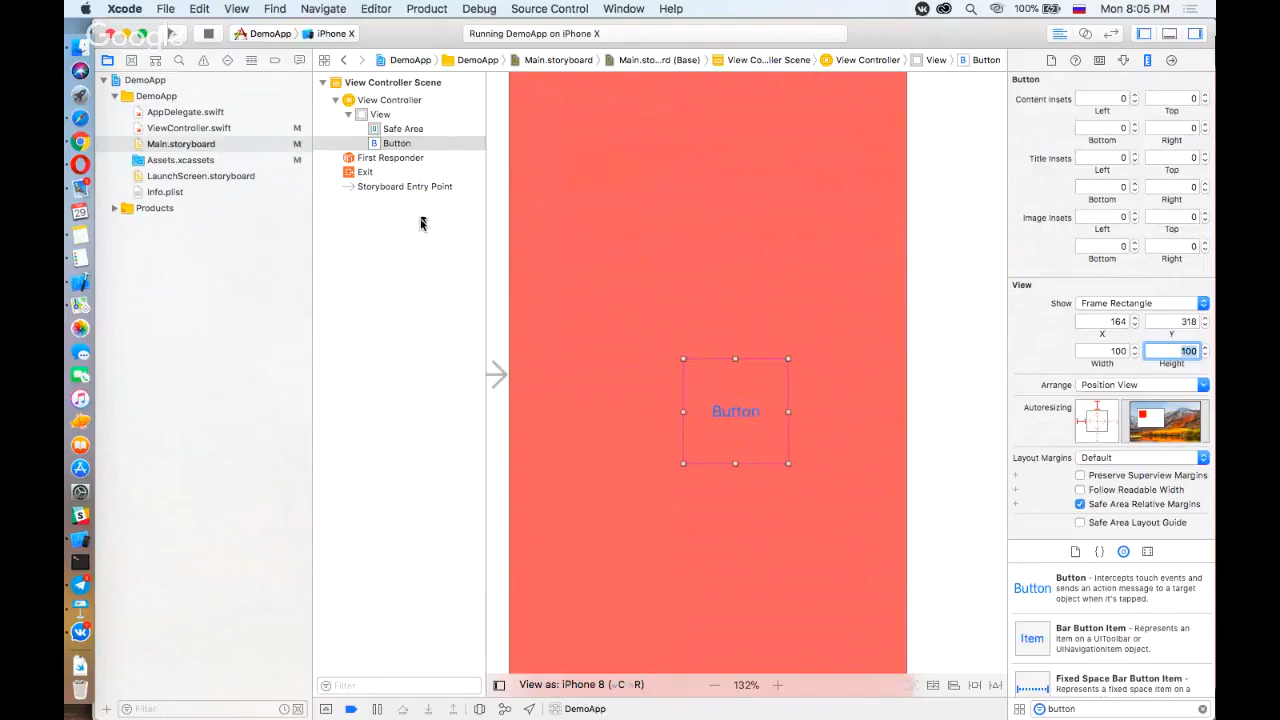 Xcode File Edit View Find Navigate Editor Product Debug Source Control Window Help 100% Mon 8:05 PM
Google
DemoApp iPhone X Running DemoApp on iPhone X
DemoApp DemoApp Main.storyboard Main.sto...rd (Base) View Co...ller Scene View Controller View Button
DemoApp
DemoApp
AppDelegate.swift
ViewController.swift M
Main.storyboard M
Assets.xcassets M
LaunchScreen.storyboard
Info.plist
Products
View Controller Scene
View Controller
View
Safe Area
B Button
First Responder
Exit
Storyboard Entry Point
Button
Button
Content Insets 0 0
Left Top
0 0
Bottom Right
Title Insets 0 0
Left Top
0 0
Bottom Right
Image Insets 0 0
Left Top
0 0
Bottom Right
View
Show Frame Rectangle
164 318
X Y
100 100
Width Height
Arrange Position View
Autoresizing
Layout Margins Default
Preserve Superview Margins
Follow Readable Width
Safe Area Relative Margins
Safe Area Layout Guide
Button Button - Intercepts touch events and
sends an action message to a target
object when it's tapped.
Item Bar Button Item - Represents an
item on a UIToolbar or
UINavigationItem object.
Fixed Space Bar Button Item -
Represents a fixed space item on a
Filter View as: iPhone 8 (wC hR) 132%
Filter DemoApp button